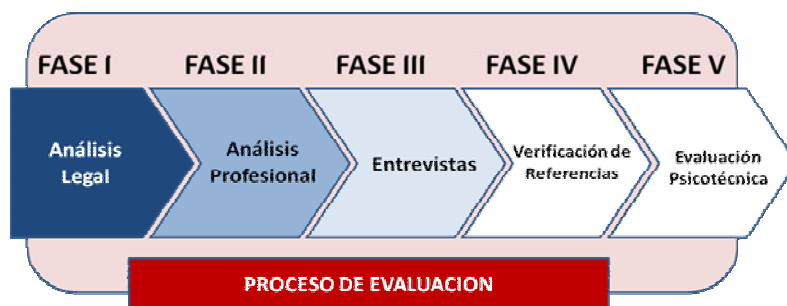 FASE I FASE II FASE III FASE IV FASE V
Análisis
Legal
Análisis
Profesional
Entrevistas
Verificación de
Referencias
Evaluación
Psicotécnica
PROCESO DE EVALUACION